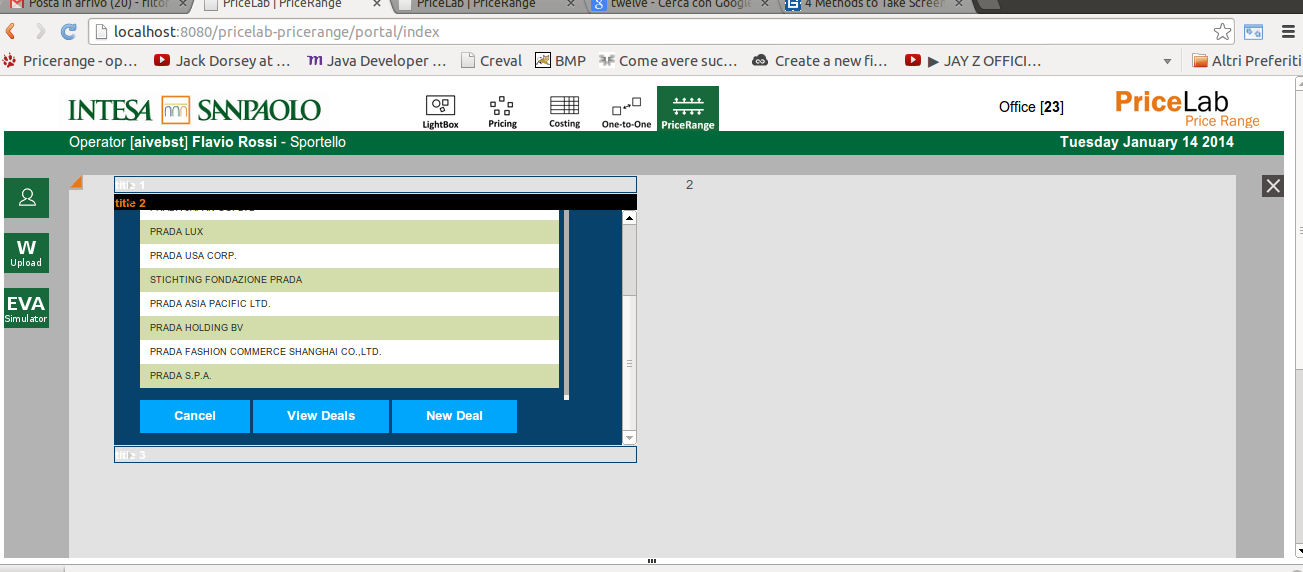 Posta in arrivo (20) - rifton
PriceLab | PriceRange
PriceLab | PriceRange
twelve - Cerca con Google
4 Methods to Take Screen
localhost:8080/pricelab-pricerange/portal/index
Pricerange - op... Jack Dorsey at ... Java Developer ... Creval BMP Come avere suc... Create a new fi... ▶ JAY Z OFFICI... Altri Preferiti
INTESA SANPAOLO
LightBox Pricing Costing One-to-One PriceRange
Office [23]
PriceLab
Price Range
Operator [aivebst] Flavio Rossi - Sportello
Tuesday January 14 2014
title 1
2
title 2
PRADA LUX
PRADA USA CORP.
STICHTING FONDAZIONE PRADA
PRADA ASIA PACIFIC LTD.
PRADA HOLDING BV
PRADA FASHION COMMERCE SHANGHAI CO.,LTD.
PRADA S.P.A.
Cancel View Deals New Deal
title 3
W
Upload
EVA
Simulator